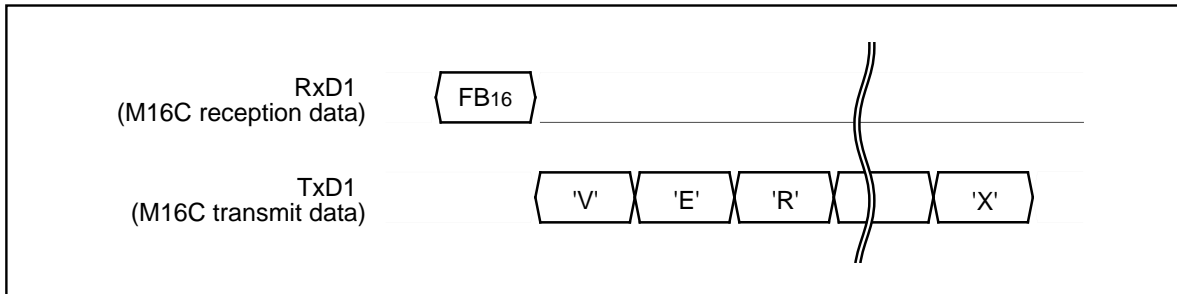 RxD1
(M16C reception data)
FB16
TxD1
(M16C transmit data)
'V' 'E' 'R' 'X'